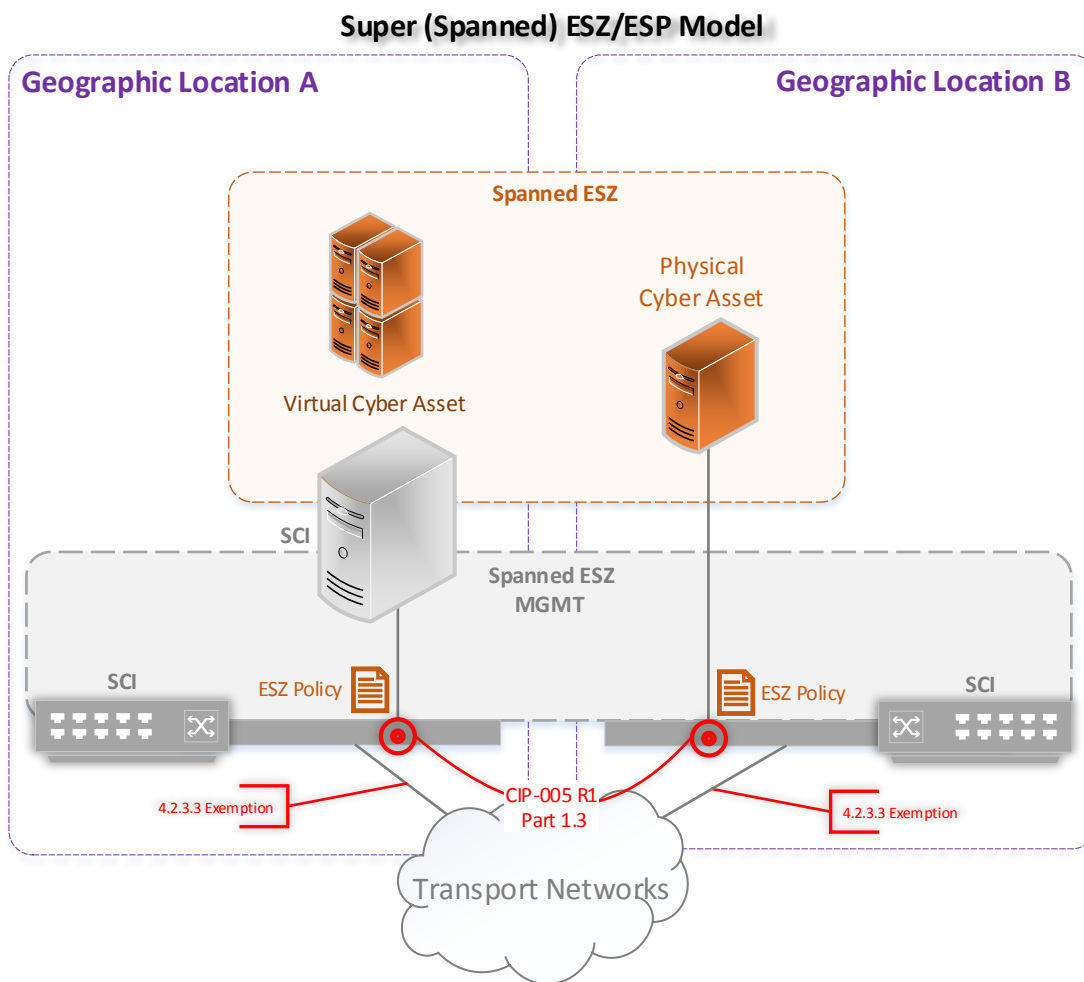 Super (Spanned) ESZ/ESP Model
Geographic Location A
Geographic Location B
Spanned ESZ
Physical
Cyber Asset
Virtual Cyber Asset
SCI
Spanned ESZ
MGMT
SCI
ESZ Policy
ESZ Policy
SCI
4.2.3.3 Exemption
CIP-005 R1
Part 1.3
4.2.3.3 Exemption
Transport Networks